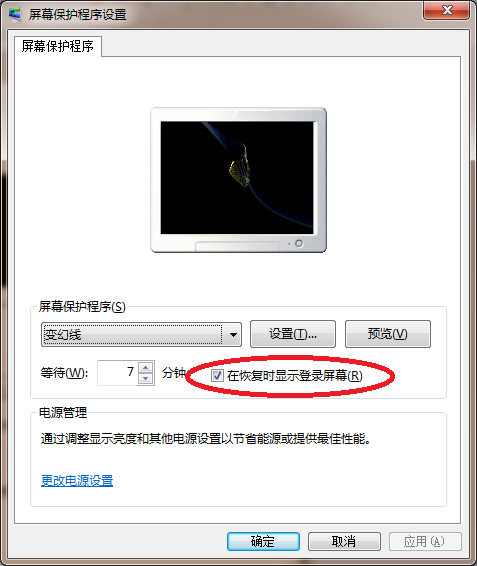 屏幕保护程序设置
屏幕保护程序
屏幕保护程序(S)
变幻线
设置(T)...
预览(V)
等待(W): 7 分钟 在恢复时显示登录屏幕(R)
电源管理
通过调整显示亮度和其他电源设置以节省能源或提供最佳性能。
更改电源设置
确定
取消
应用(A)